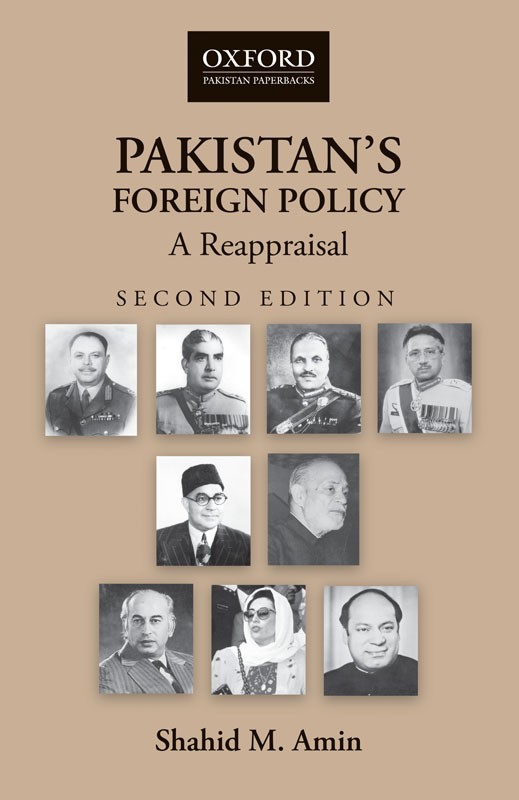 OXFORD
PAKISTAN PAPERBACKS
PAKISTAN'S
FOREIGN POLICY
A Reappraisal
SECOND EDITION
Shahid M. Amin